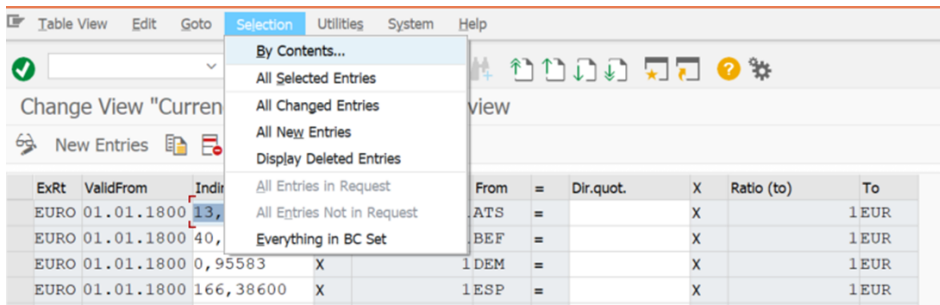 Table View Edit Goto Selection Utilities System Help
By Contents...
All Selected Entries
All Changed Entries
All New Entries
Display Deleted Entries
All Entries in Request
All Entries Not in Request
Everything in BC Set
Change View "Curren view
New Entries
ExRt ValidFrom Indir From = Dir.quot. X Ratio (to) To
EURO 01.01.1800 13, ATS = X 1 EUR
EURO 01.01.1800 40, BEF = X 1 EUR
EURO 01.01.1800 0,95583 X 1 DEM = X 1 EUR
EURO 01.01.1800 166,38600 X 1 ESP = X 1 EUR